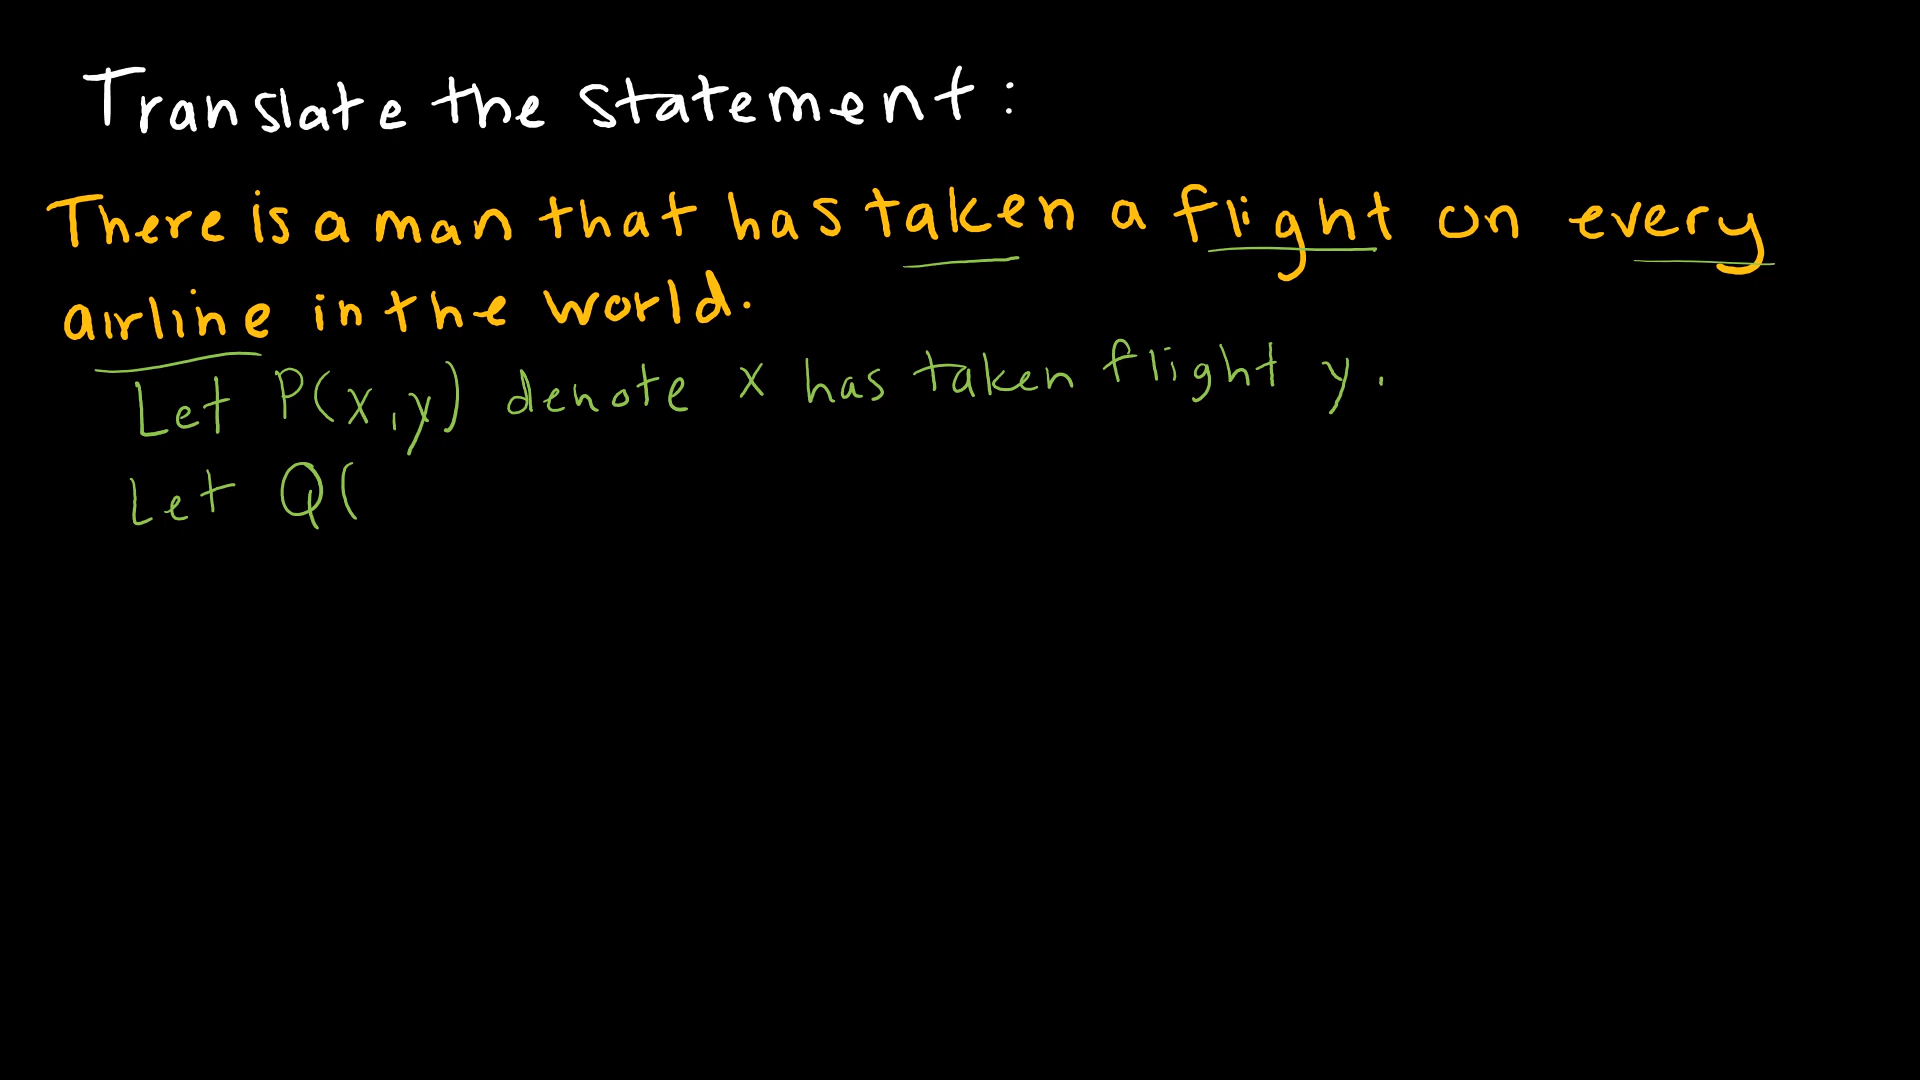 Translate the statement:
There is a man that has taken a flight on every
airline in the world.
Let P(x,y) denote x has taken flight y.
Let Q(